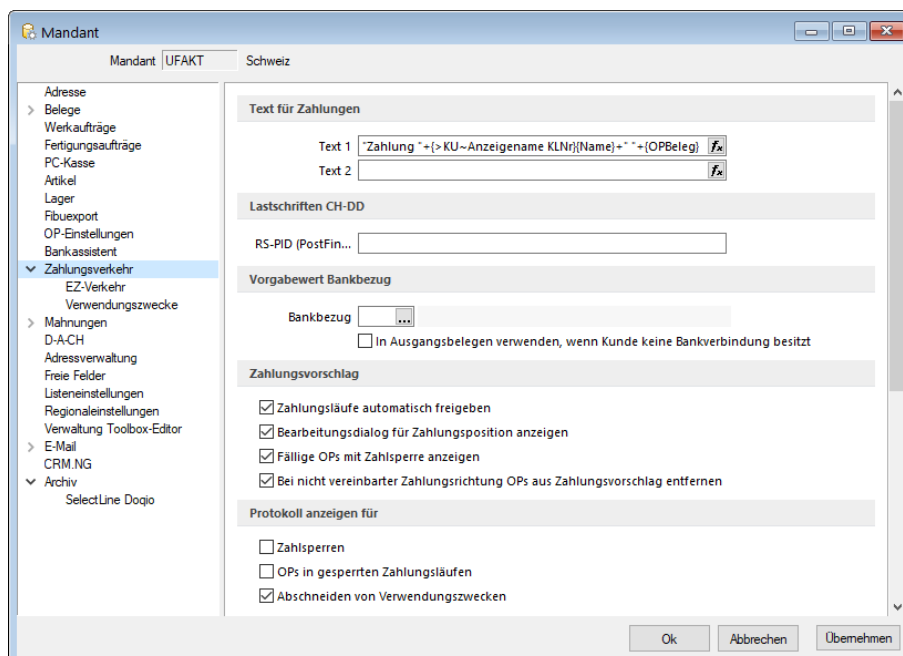 Mandant
Mandant UFAKT Schweiz
Adresse
Belege
Werkaufträge
Fertigungsaufträge
PC-Kasse
Artikel
Lager
Fibuexport
OP-Einstellungen
Bankassistent
Zahlungsverkehr
EZ-Verkehr
Verwendungszwecke
Mahnungen
D-A-CH
Adressverwaltung
Freie Felder
Listeneinstellungen
Regionaleinstellungen
Verwaltung Toolbox-Editor
E-Mail
CRM.NG
Archiv
SelectLine Doqio
Text für Zahlungen
Text 1 "Zahlung "+{>KU~Anzeigename KLNr}{Name}+" "+{OPBeleg} fx
Text 2 fx
Lastschriften CH-DD
RS-PID (PostFin...
Vorgabewert Bankbezug
Bankbezug ...
In Ausgangsbelegen verwenden, wenn Kunde keine Bankverbindung besitzt
Zahlungsvorschlag
Zahlungsläufe automatisch freigeben
Bearbeitungsdialog für Zahlungsposition anzeigen
Fällige OPs mit Zahlsperre anzeigen
Bei nicht vereinbarter Zahlungsrichtung OPs aus Zahlungsvorschlag entfernen
Protokoll anzeigen für
Zahlsperren
OPs in gesperrten Zahlungsläufen
Abschneiden von Verwendungszwecken
Ok Abbrechen Übernehmen